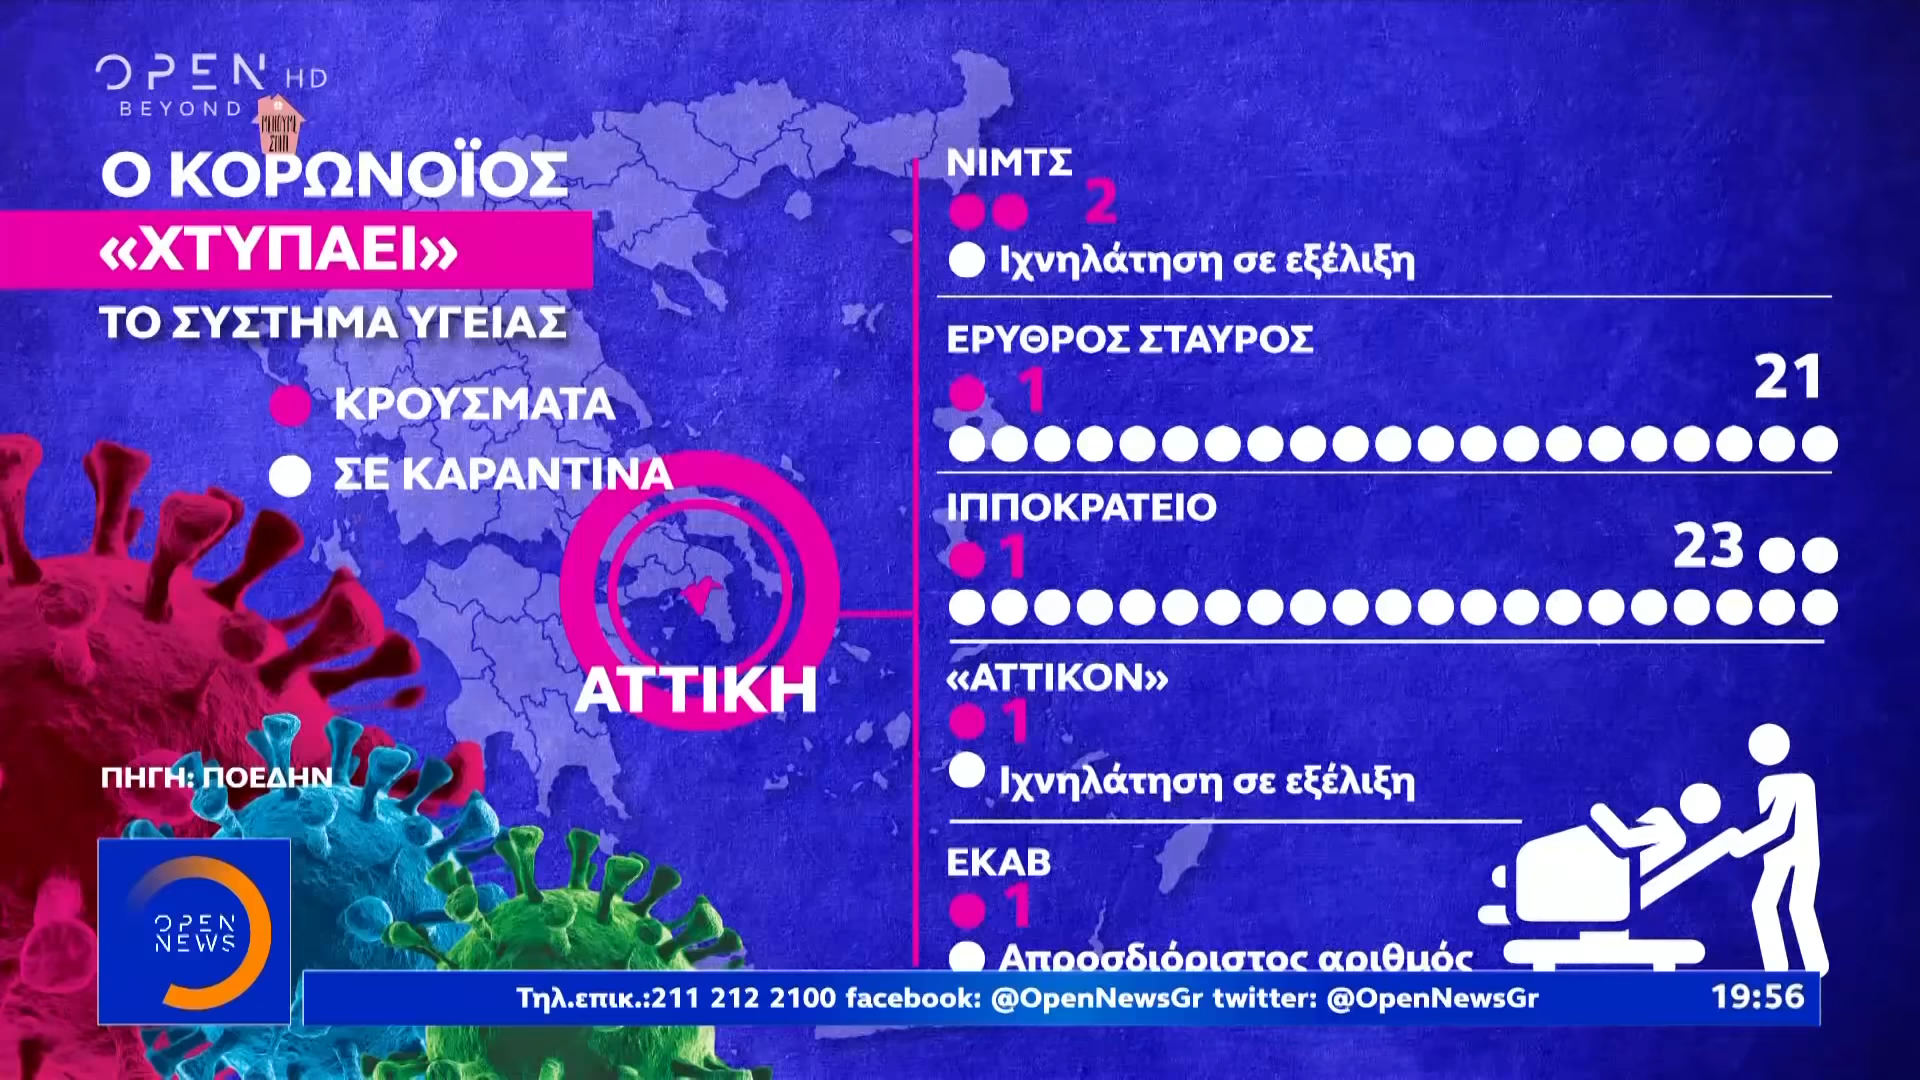 OPEN HD
BEYOND
ΜΕΝΟΥΜΕ
ΣΠΙΤΙ
Ο ΚΟΡΩΝΟΪΟΣ
«ΧΤΥΠΑΕΙ»
ΤΟ ΣΥΣΤΗΜΑ ΥΓΕΙΑΣ
ΚΡΟΥΣΜΑΤΑ
ΣΕ ΚΑΡΑΝΤΙΝΑ
ΑΤΤΙΚΗ
ΠΗΓΗ: ΠΟΕΔΗΝ
ΝΙΜΤΣ
2
Ιχνηλάτηση σε εξέλιξη
ΕΡΥΘΡΟΣ ΣΤΑΥΡΟΣ
1
21
ΙΠΠΟΚΡΑΤΕΙΟ
1
23
«ΑΤΤΙΚΟΝ»
1
Ιχνηλάτηση σε εξέλιξη
ΕΚΑΒ
1
Απροσδιόριστος αριθμός
OPEN
NEWS
Τηλ.επικ.:211 212 2100 facebook: @OpenNewsGr twitter: @OpenNewsGr
19:56